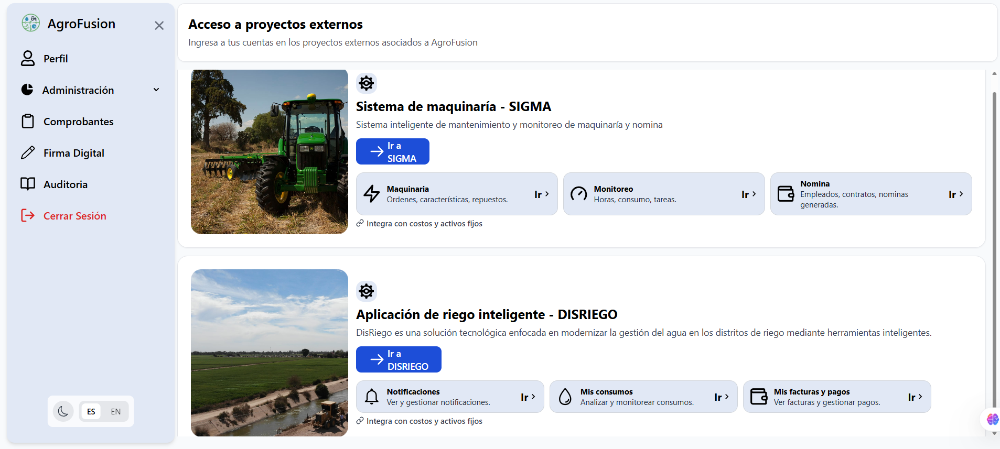 AgroFusion
Perfil
Administración
Comprobantes
Firma Digital
Auditoria
Cerrar Sesión
ES
EN
Acceso a proyectos externos
Ingresa a tus cuentas en los proyectos externos asociados a AgroFusion
Sistema de maquinaría - SIGMA
Sistema inteligente de mantenimiento y monitoreo de maquinaría y nomina
Ir a
SIGMA
Maquinaria
Ordenes, características, repuestos.
Ir
Monitoreo
Horas, consumo, tareas.
Ir
Nomina
Empleados, contratos, nominas
generadas.
Ir
Integra con costos y activos fijos
Aplicación de riego inteligente - DISRIEGO
DisRiego es una solución tecnológica enfocada en modernizar la gestión del agua en los distritos de riego mediante herramientas inteligentes.
Ir a
DISRIEGO
Notificaciones
Ver y gestionar notificaciones.
Ir
Mis consumos
Analizar y monitorear consumos.
Ir
Mis facturas y pagos
Ver facturas y gestionar pagos.
Ir
Integra con costos y activos fijos